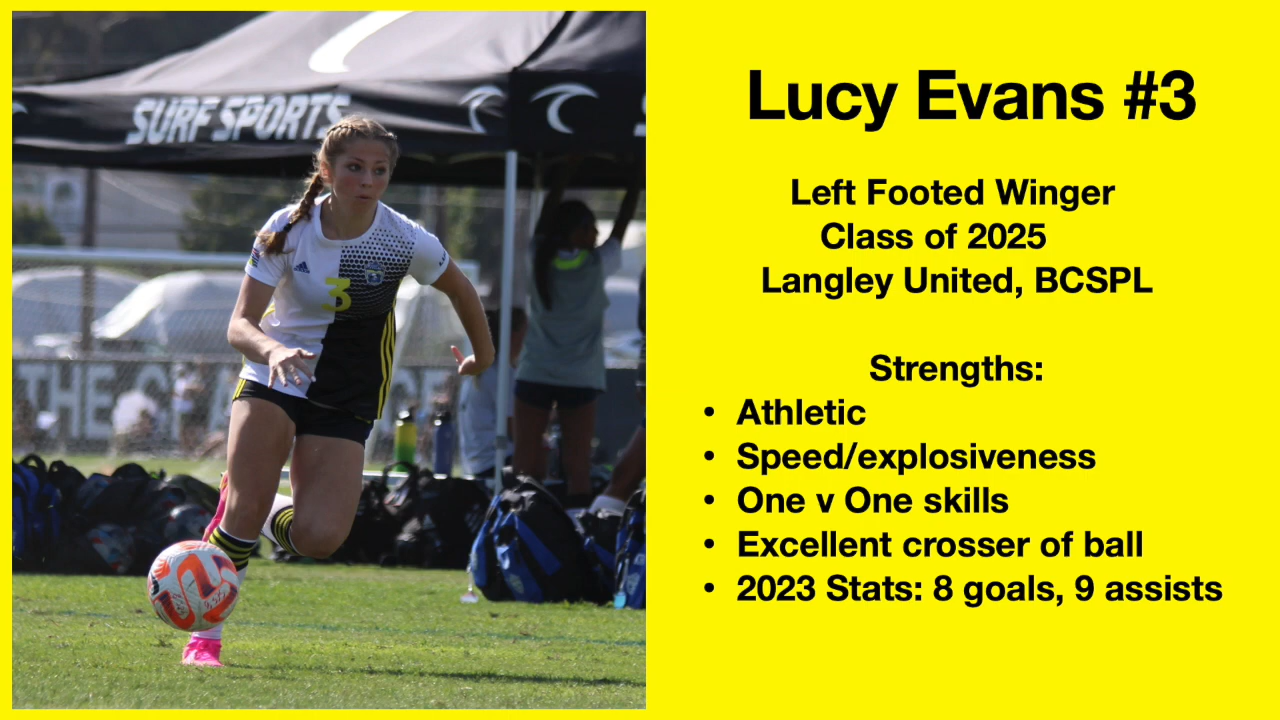 SURF SPORTS
3
THE
Lucy Evans #3
Left Footed Winger
Class of 2025
Langley United, BCSPL
Strengths:
• Athletic
• Speed/explosiveness
• One v One skills
• Excellent crosser of ball
• 2023 Stats: 8 goals, 9 assists